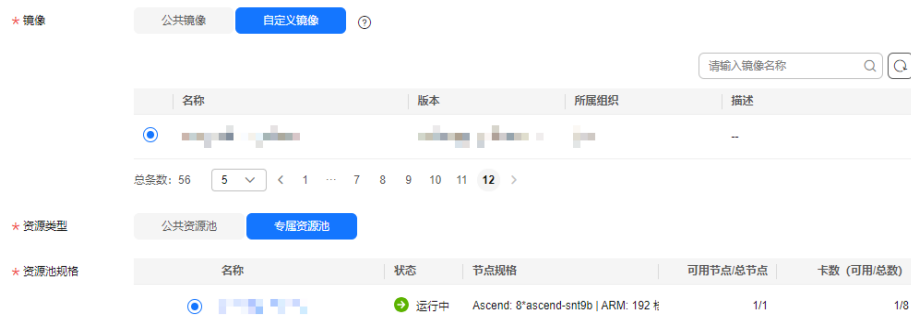 * 镜像 公共镜像 自定义镜像 ?
请输入镜像名称
名称 版本 所属组织 描述
--
总条数: 56 5 < 1 ... 7 8 9 10 11 12 >
* 资源类型 公共资源池 专属资源池
* 资源池规格 名称 状态 节点规格 可用节点/总节点 卡数 (可用/总数)
运行中 Ascend: 8*ascend-snt9b | ARM: 192 1/1 1/8